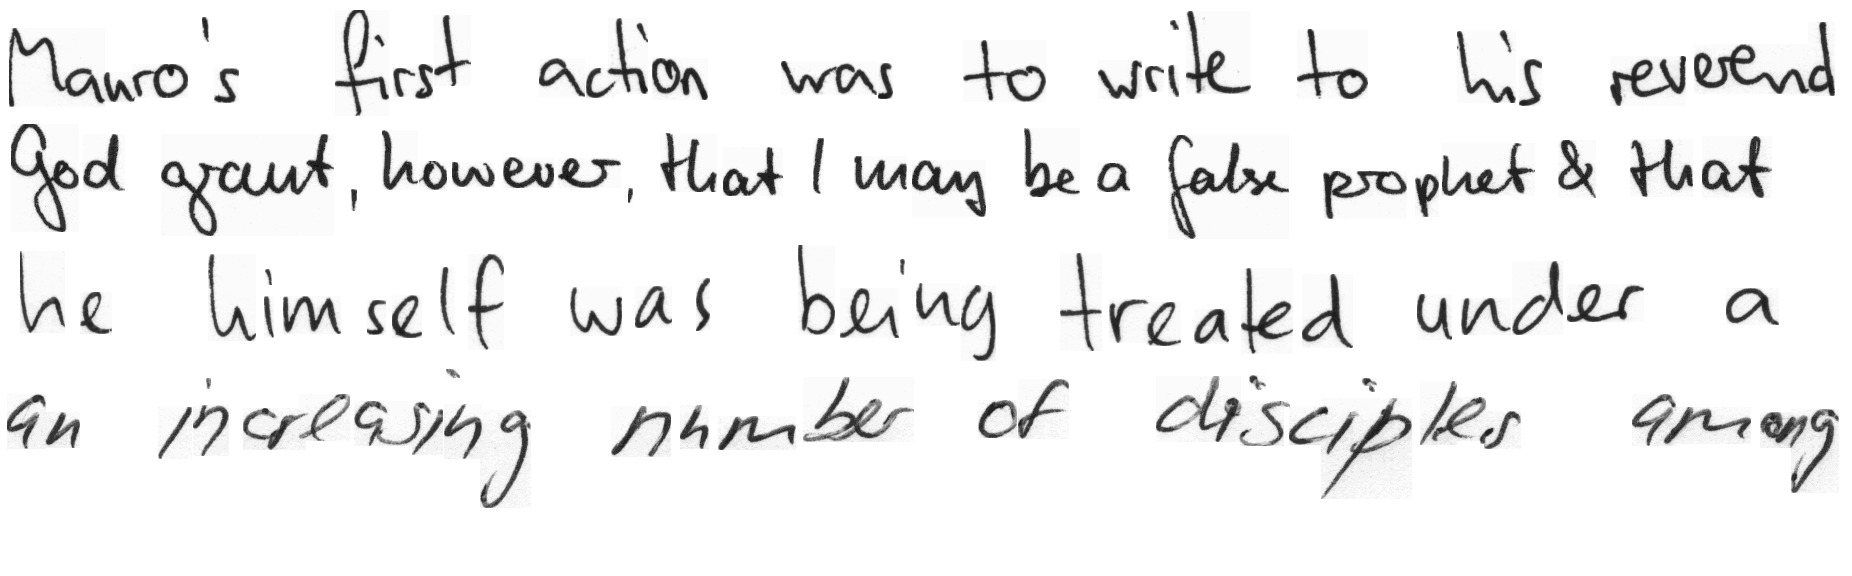 Mauro's first action was to write to his reverend
God grant, however, that I may be a false prophet & that
he himself was being treated under a
an increasing number of disciples among